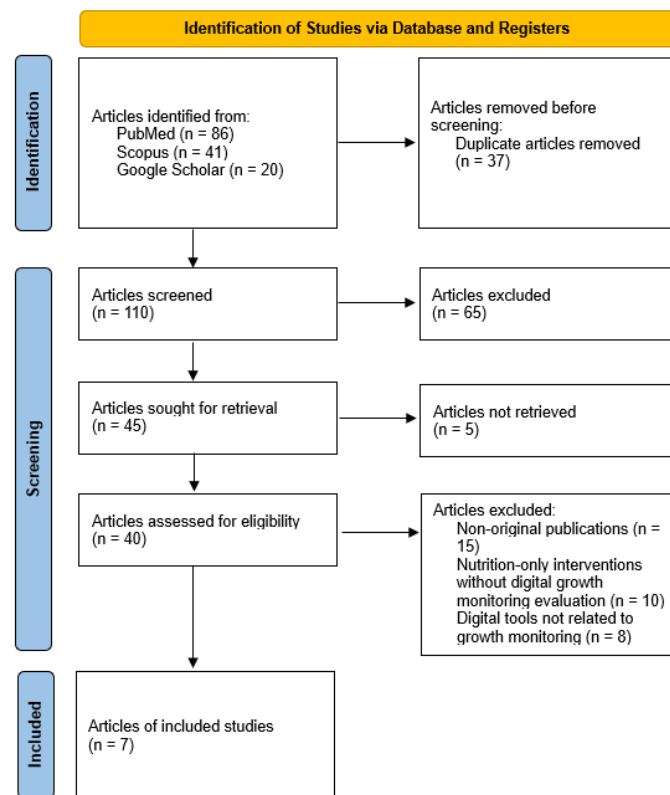 Identification of Studies via Database and Registers
Identification
Articles identified from:
PubMed (n = 86)
Scopus (n = 41)
Google Scholar (n = 20)
Articles removed before
screening:
Duplicate articles removed
(n = 37)
Screening
Articles screened
(n = 110)
Articles excluded
(n = 65)
Articles sought for retrieval
(n = 45)
Articles not retrieved
(n = 5)
Articles assessed for eligibility
(n = 40)
Articles excluded:
Non-original publications (n =
15)
Nutrition-only interventions
without digital growth
monitoring evaluation (n = 10)
Digital tools not related to
growth monitoring (n = 8)
Included
Articles of included studies
(n = 7)